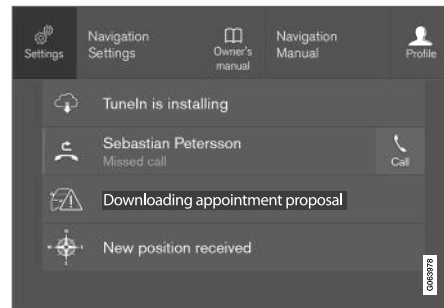 Settings
Navigation
Settings
Owner's
manual
Navigation
Manual
Profile
TuneIn is installing
Sebastian Petersson
Missed call
Call
Downloading appointment proposal
New position received
G063978